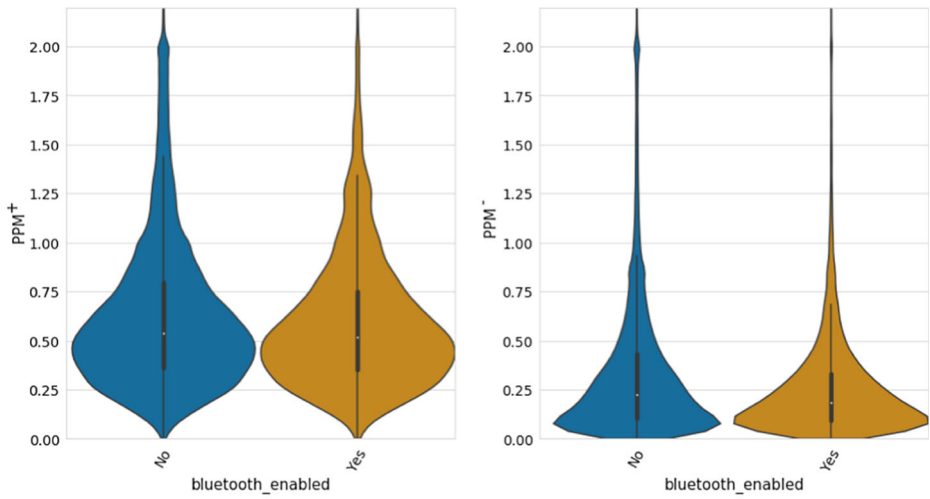 2.00
1.75
1.50
1.25
1.00
0.75
0.50
0.25
0.00
PPM+
No
Yes
bluetooth_enabled
2.00
1.75
1.50
1.25
1.00
0.75
0.50
0.25
0.00
PPM-
No
Yes
bluetooth_enabled